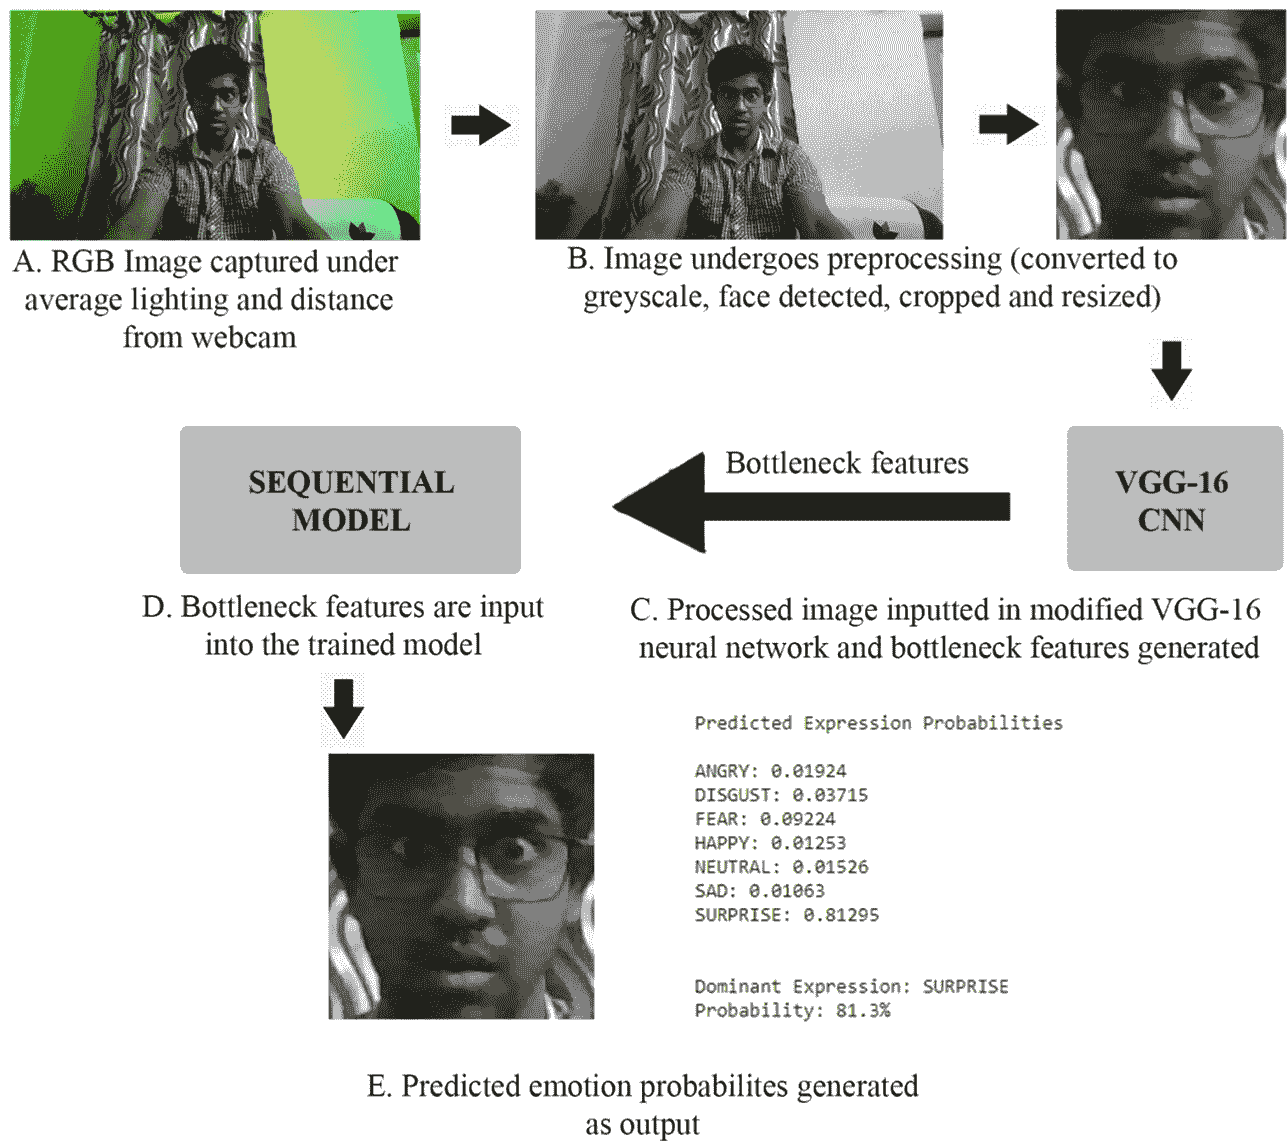 A. RGB Image captured under
average lighting and distance
from webcam
B. Image undergoes preprocessing (converted to
greyscale, face detected, cropped and resized)
VGG-16
CNN
C. Processed image inputted in modified VGG-16
neural network and bottleneck features generated
Bottleneck features
SEQUENTIAL
MODEL
D. Bottleneck features are input
into the trained model
Predicted Expression Probabilities
ANGRY: 0.01924
DISGUST: 0.03715
FEAR: 0.09224
HAPPY: 0.01253
NEUTRAL: 0.01526
SAD: 0.01063
SURPRISE: 0.81295
Dominant Expression: SURPRISE
Probability: 81.3%
E. Predicted emotion probabilites generated
as output